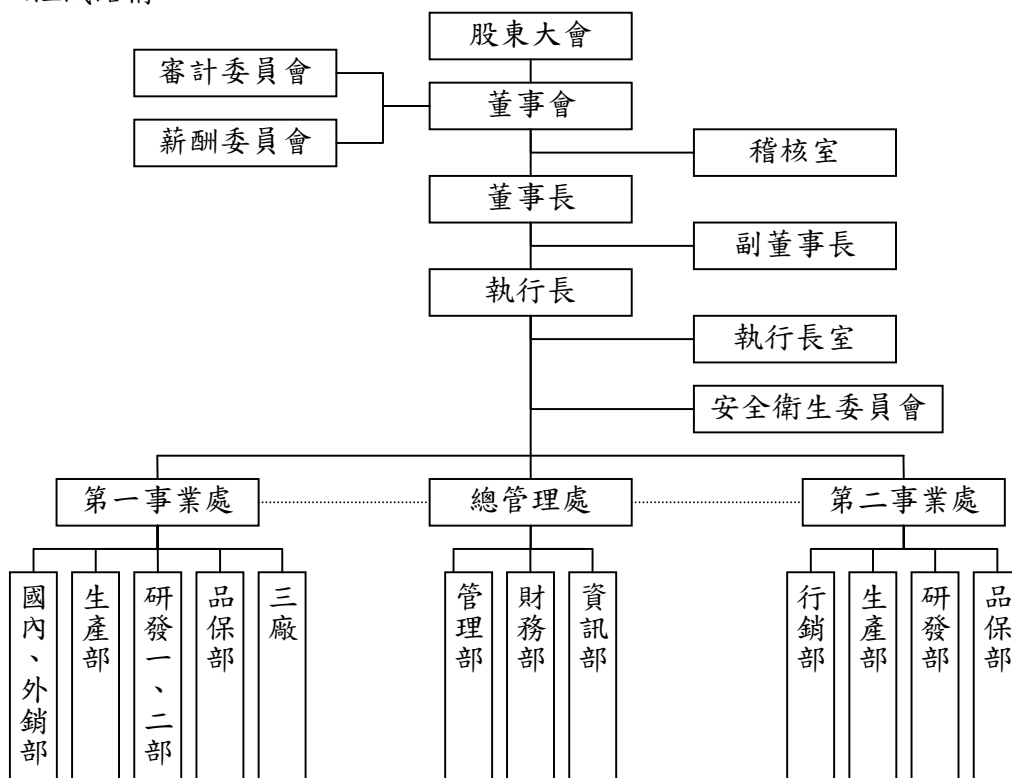 股東大會
審計委員會
董事會
薪酬委員會
稽核室
董事長
副董事長
執行長
執行長室
安全衛生委員會
第一事業處
總管理處
第二事業處
國內、外銷部
生產部
研發一、二部
品保部
三廠
管理部
財務部
資訊部
行銷部
生產部
研發部
品保部